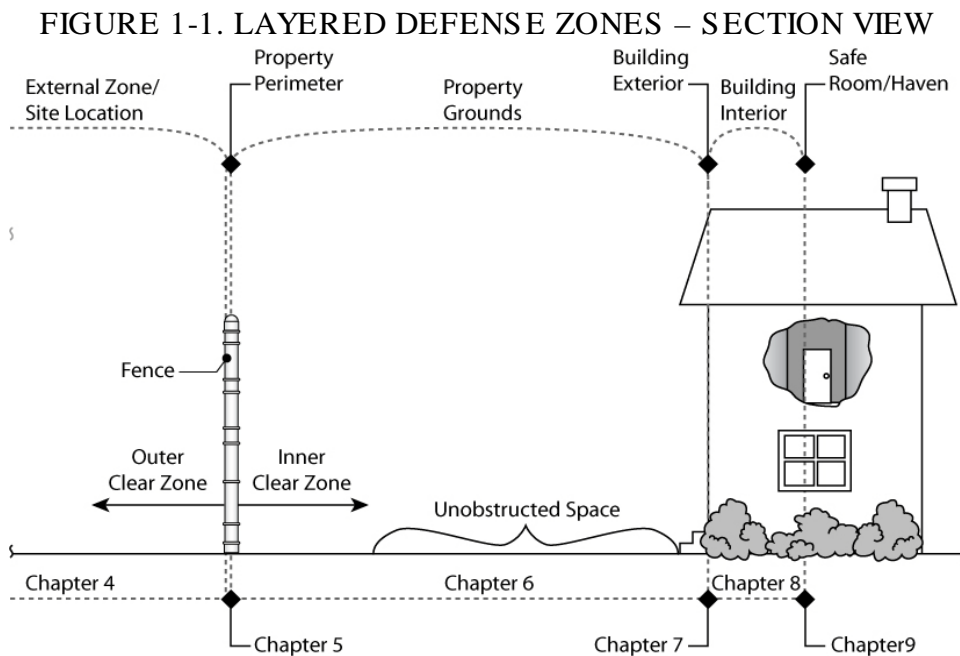 FIGURE 1-1. LAYERED DEFENSE ZONES – SECTION VIEW
External Zone/
Site Location
Property
Perimeter
Property
Grounds
Building
Exterior
Building
Interior
Safe
Room/Haven
Fence
Outer
Clear Zone
Inner
Clear Zone
Unobstructed Space
Chapter 4
Chapter 6
Chapter 8
Chapter 5
Chapter 7
Chapter9